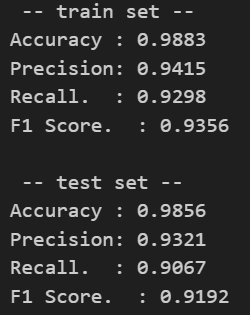 -- train set --
Accuracy : 0.9883
Precision: 0.9415
Recall.  : 0.9298
F1 Score.  : 0.9356
-- test set --
Accuracy : 0.9856
Precision: 0.9321
Recall.  : 0.9067
F1 Score.  : 0.9192